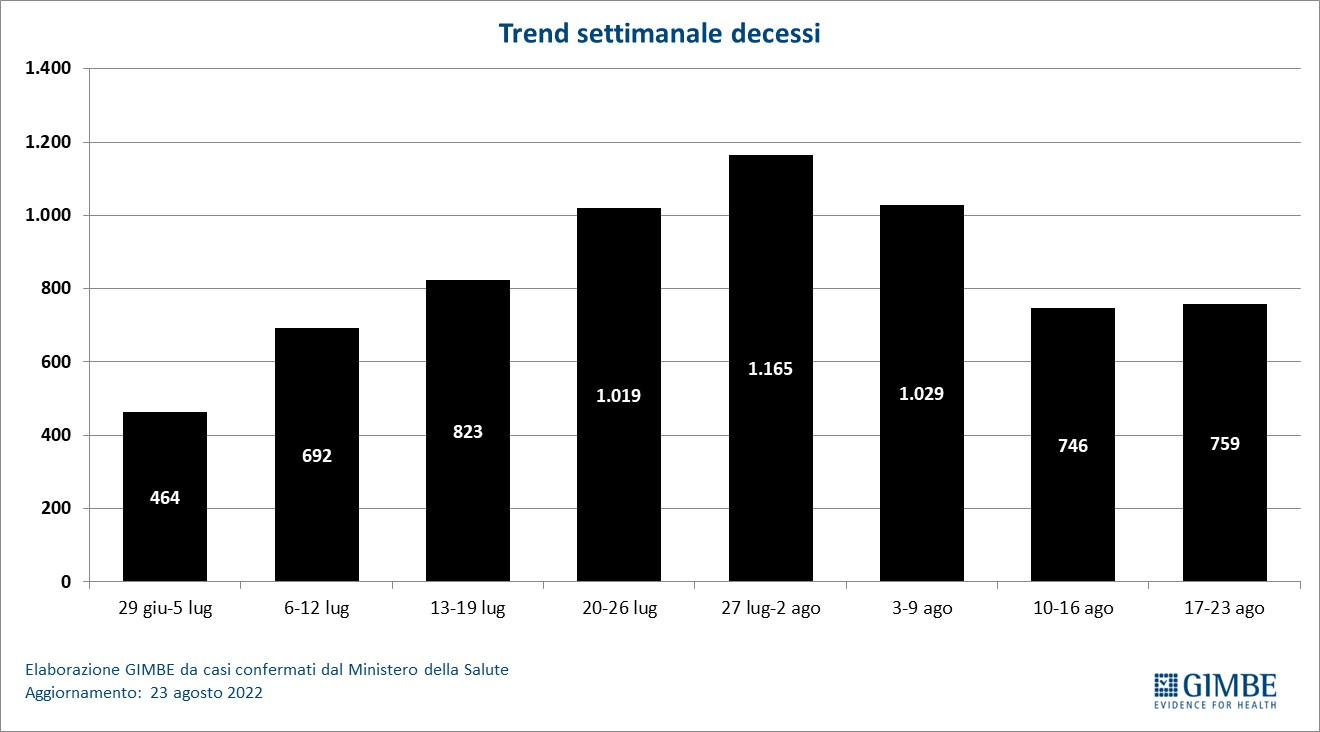 Trend settimanale decessi
1.400
1.200
1.000
800
600
400
200
0
464
692
823
1.019
1.165
1.029
746
759
29 giu-5 lug
6-12 lug
13-19 lug
20-26 lug
27 lug-2 ago
3-9 ago
10-16 ago
17-23 ago
Elaborazione GIMBE da casi confermati dal Ministero della Salute
Aggiornamento: 23 agosto 2022
GIMBE
EVIDENCE FOR HEALTH